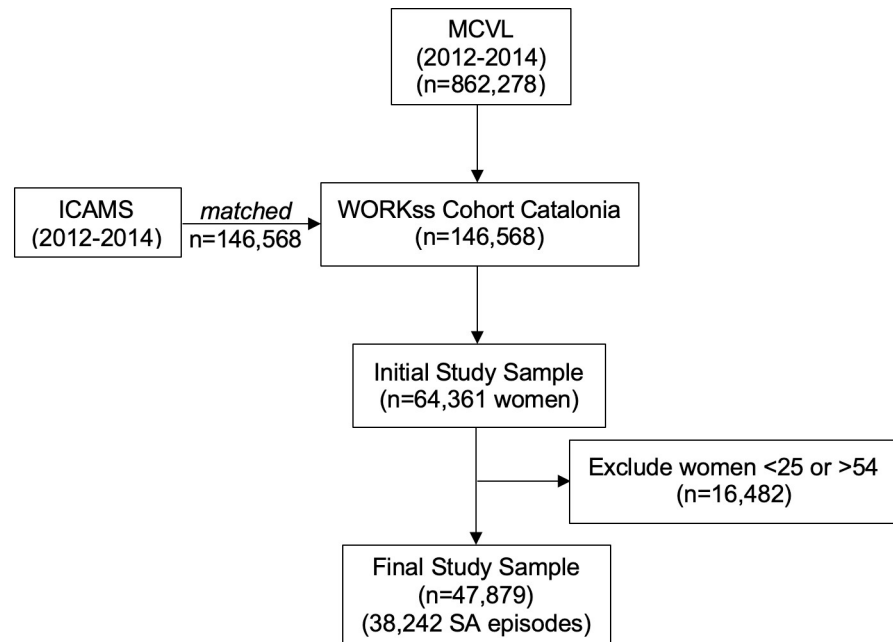 MCVL
(2012-2014)
(n=862,278)
ICAMS
(2012-2014)
matched
n=146,568
WORKss Cohort Catalonia
(n=146,568)
Initial Study Sample
(n=64,361 women)
Exclude women <25 or >54
(n=16,482)
Final Study Sample
(n=47,879)
(38,242 SA episodes)